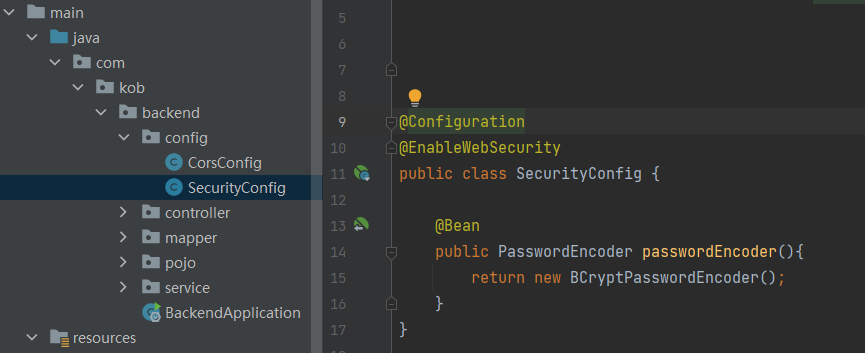 main
java
com
kob
backend
config
CorsConfig
SecurityConfig
controller
mapper
pojo
service
BackendApplication
resources
5
6
7
8
9 @Configuration
10 @EnableWebSecurity
11 public class SecurityConfig {
12
13 @Bean
14 public PasswordEncoder passwordEncoder(){
15 return new BCryptPasswordEncoder();
16 }
17 }